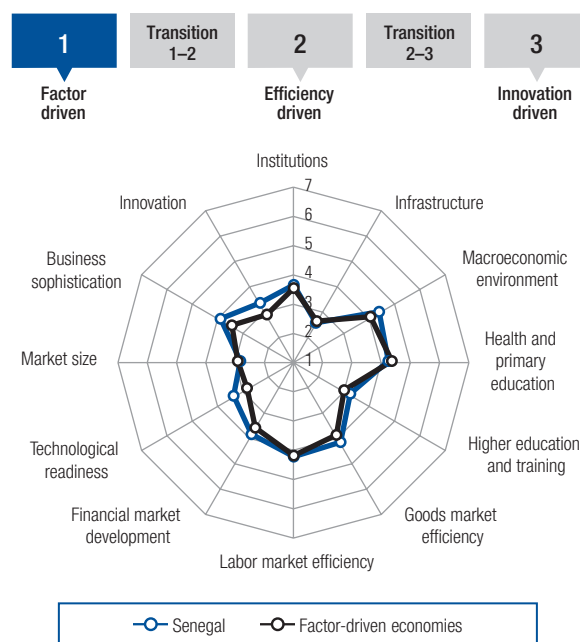 1
Transition
1–2
2
Transition
2–3
3
Factor
driven
Efficiency
driven
Innovation
driven
Institutions
7
6
5
4
3
2
1
Infrastructure
Macroeconomic
environment
Health and
primary
education
Higher education
and training
Goods market
efficiency
Labor market efficiency
Financial market
development
Technological
readiness
Market size
Business
sophistication
Innovation
Senegal
Factor-driven economies